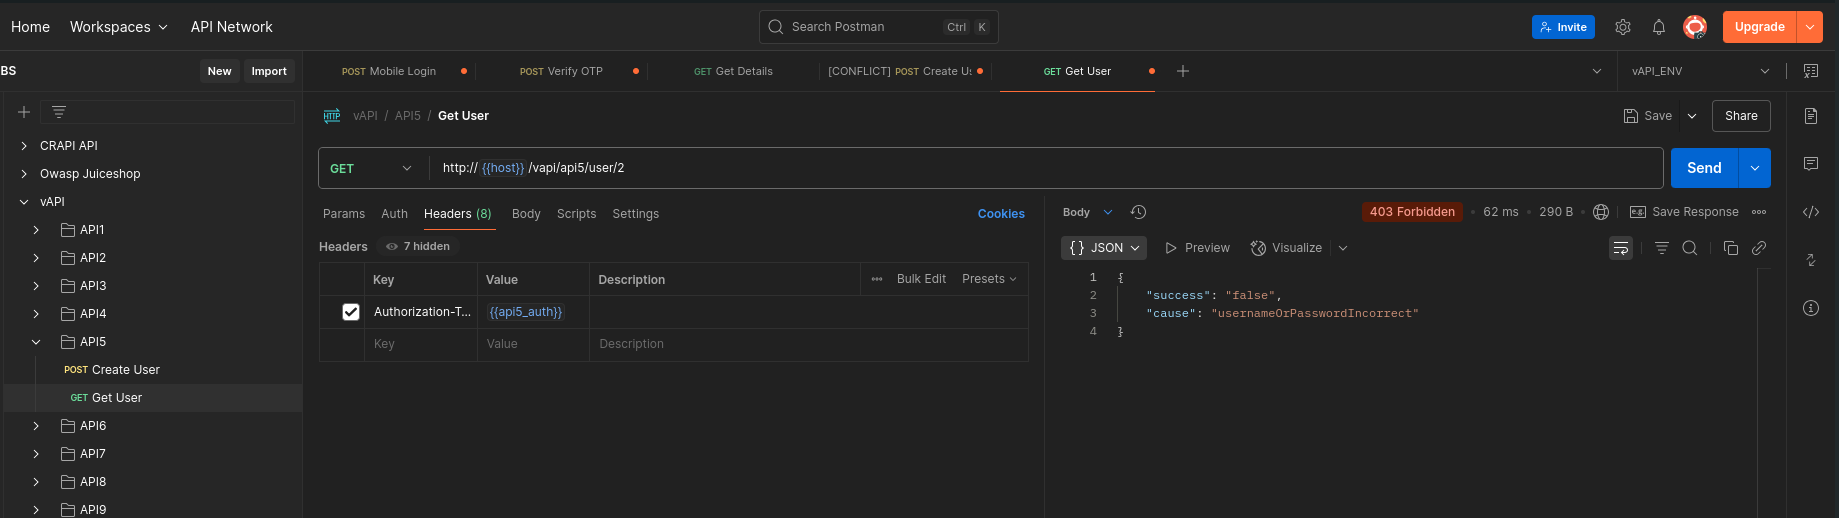 Home Workspaces API Network Search Postman Ctrl K Invite Upgrade
BS New Import
POST Mobile Login POST Verify OTP GET Get Details [CONFLICT] POST Create Us GET Get User vAPI_ENV
HTTP vAPI / API5 / Get User Save Share
GET http://{{host}}/vapi/api5/user/2 Send
CRAPI API
Owasp Juiceshop
vAPI
API1
API2
API3
API4
API5
POST Create User
GET Get User
API6
API7
API8
API9
Params Auth Headers (8) Body Scripts Settings Cookies
Headers 7 hidden
Key Value Description Bulk Edit Presets
Authorization-T... {{api5_auth}}
Key Value Description
Body 403 Forbidden 62 ms 290 B e.g. Save Response
{} JSON Preview Visualize
1 {
2 "success": "false",
3 "cause": "usernameOrPasswordIncorrect"
4 }